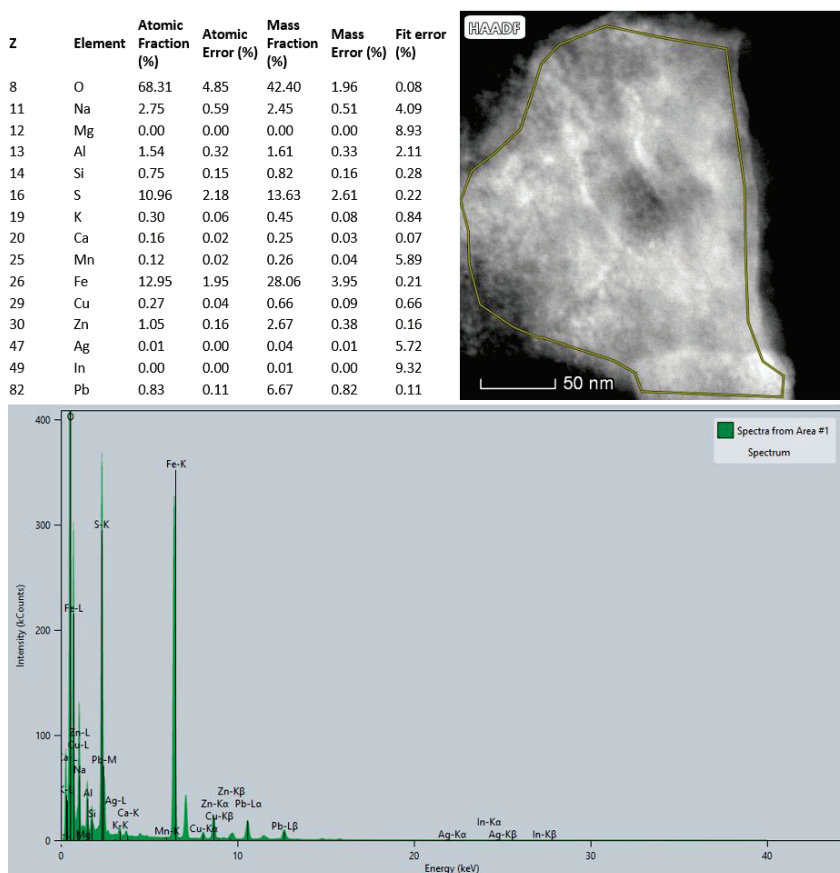 Z Element Atomic Fraction (%) Atomic Error (%) Mass Fraction (%) Mass Error (%) Fit error (%)
8 O 68.31 4.85 42.40 1.96 0.08
11 Na 2.75 0.59 2.45 0.51 4.09
12 Mg 0.00 0.00 0.00 0.00 8.93
13 Al 1.54 0.32 1.61 0.33 2.11
14 Si 0.75 0.15 0.82 0.16 0.28
16 S 10.96 2.18 13.63 2.61 0.22
19 K 0.30 0.06 0.45 0.08 0.84
20 Ca 0.16 0.02 0.25 0.03 0.07
25 Mn 0.12 0.02 0.26 0.04 5.89
26 Fe 12.95 1.95 28.06 3.95 0.21
29 Cu 0.27 0.04 0.66 0.09 0.66
30 Zn 1.05 0.16 2.67 0.38 0.16
47 Ag 0.01 0.00 0.04 0.01 5.72
49 In 0.00 0.00 0.01 0.00 9.32
82 Pb 0.83 0.11 6.67 0.82 0.11
HAADF
50 nm
Spectra from Area #1
Spectrum
Intensity (kCounts)
400
300
200
100
0
O
Fe-K
S-K
Fe-L
Zn-L
Cu-L
Pb-M
Na
Al
Si
Mg
Ag-L
Ca-K
K-K
Mn-K
Cu-Kα
Zn-Kβ
Zn-Kα Pb-Lα
Cu-Kβ
Pb-Lβ
In-Kα
Ag-Kα
Ag-Kβ
In-Kβ
0 10 20 30 40
Energy (keV)